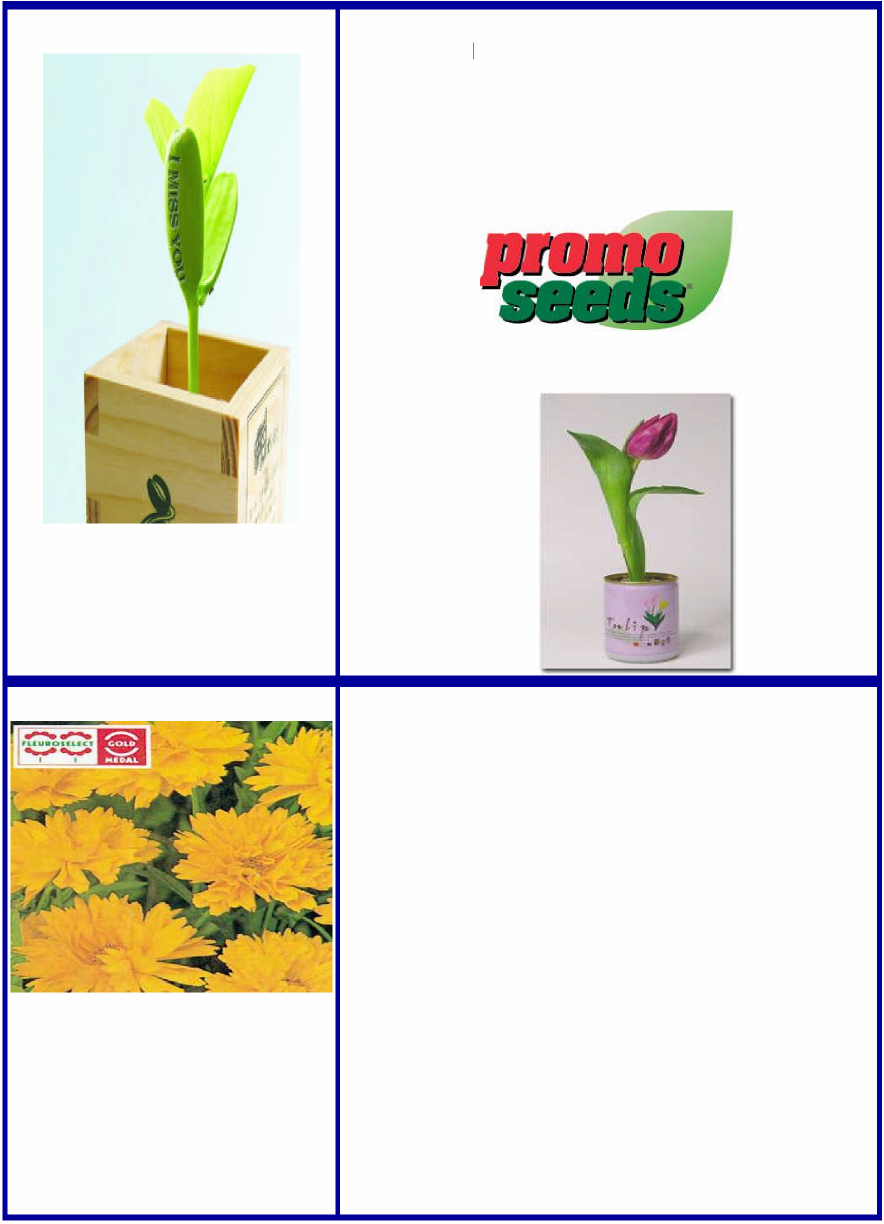 I MISS YOU
promo
seeds®
Tulip
FLEUROSELECT
GOLD
MEDAL